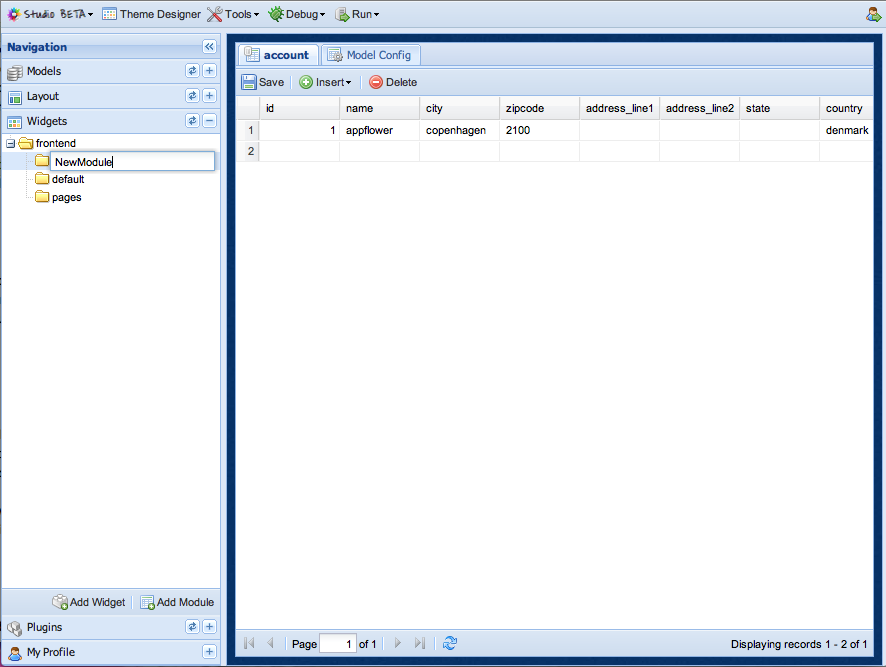 Studio BETA Theme Designer Tools Debug Run
Navigation
Models
Layout
Widgets
frontend
NewModule
default
pages
Add Widget Add Module
Plugins
My Profile
account Model Config
Save Insert Delete
id name city zipcode address_line1 address_line2 state country
1 1 appflower copenhagen 2100 denmark
2
Page 1 of 1 Displaying records 1 - 2 of 1